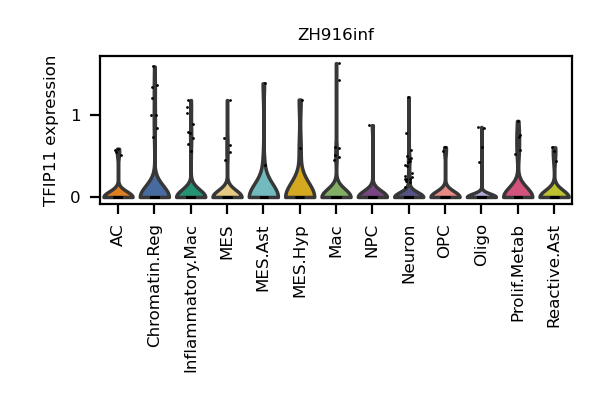 ZH916inf
TFIP11 expression
1
0
AC
Chromatin.Reg
Inflammatory.Mac
MES
MES.Ast
MES.Hyp
Mac
NPC
Neuron
OPC
Oligo
Prolif.Metab
Reactive.Ast